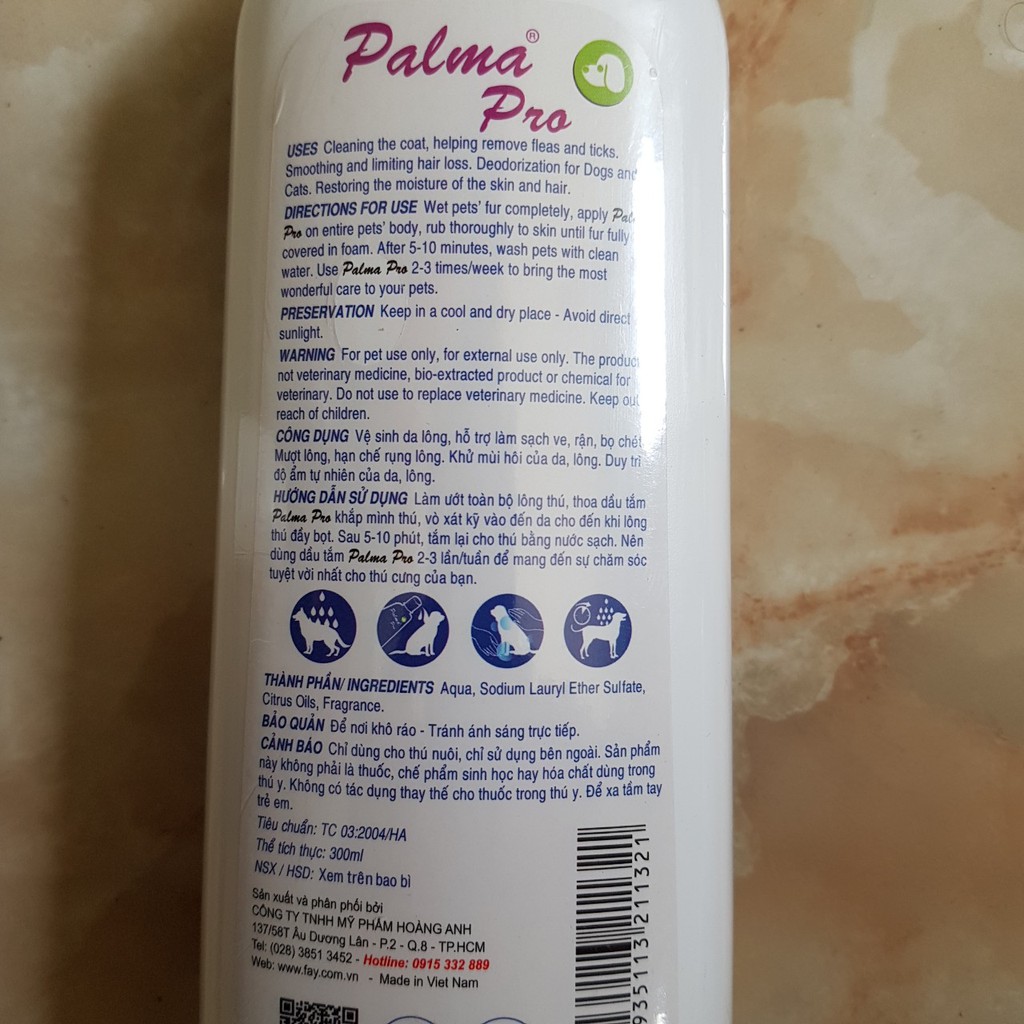 Palma®
Pro
USES Cleaning the coat, helping remove fleas and ticks.
Smoothing and limiting hair loss. Deodorization for Dogs and
Cats. Restoring the moisture of the skin and hair.
DIRECTIONS FOR USE Wet pets' fur completely, apply
Pro on entire pets' body, rub thoroughly to skin until fur fully
covered in foam. After 5-10 minutes, wash pets with clean
water. Use Palma Pro 2-3 times/week to bring the most
wonderful care to your pets.
PRESERVATION Keep in a cool and dry place - Avoid direct
sunlight.
WARNING For pet use only, for external use only. The produc
not veterinary medicine, bio-extracted product or chemical for
veterinary. Do not use to replace veterinary medicine. Keep out
reach of children.
CÔNG DỤNG Vệ sinh da lông, hỗ trợ làm sạch ve, rận, bọ chét
Mượt lông, hạn chế rụng lông. Khử mùi hôi của da, lông. Duy trì
độ ẩm tự nhiên của da, lông.
HƯỚNG DẪN SỬ DỤNG Làm ướt toàn bộ lông thú, thoa dầu tắm
Palma Pro khắp mình thú, vò xát kỹ vào đến da cho đến khi lông
thú đầy bọt. Sau 5-10 phút, tắm lại cho thú bằng nước sạch. Nên
dùng dầu tắm Palma Pro 2-3 lần/tuần để mang đến sự chăm sóc
tuyệt vời nhất cho thú cưng của bạn.
THÀNH PHẦN/ INGREDIENTS Aqua, Sodium Lauryl Ether Sulfate,
Citrus Oils, Fragrance.
BẢO QUẢN Để nơi khô ráo - Tránh ánh sáng trực tiếp.
CẢNH BÁO Chỉ dùng cho thú nuôi, chỉ sử dụng bên ngoài. Sản phẩm
này không phải là thuốc, chế phẩm sinh học hay hóa chất dùng trong
thú y. Không có tác dụng thay thế cho thuốc trong thú y. Để xa tầm tay
trẻ em.
Tiêu chuẩn: TC 03:2004/HA
Thể tích thực: 300ml
NSX / HSD: Xem trên bao bì
Sản xuất và phân phối bởi
CÔNG TY TNHH MỸ PHẨM HOÀNG ANH
137/58T Âu Dương Lân - P.2 - Q.8 - TP.HCM
Tel: (028) 3851 3452 - Hotline: 0915 332 889
Web: www.fay.com.vn - Made in Viet Nam
935113 211321